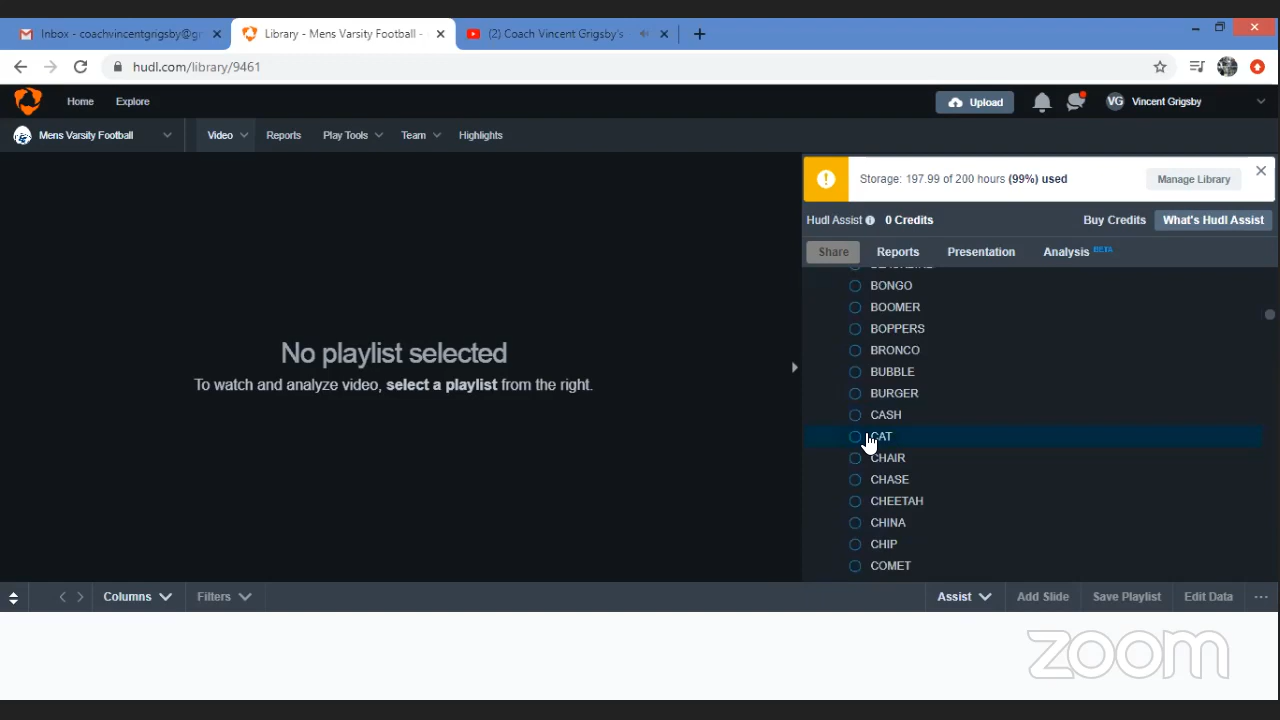 Inbox - coachvincentgrigsby@g
Library - Mens Varsity Football -
(2) Coach Vincent Grigsby's
hudl.com/library/9461
Home
Explore
Upload
VG
Vincent Grigsby
Mens Varsity Football
Video
Reports
Play Tools
Team
Highlights
Storage: 197.99 of 200 hours (99%) used
Manage Library
Hudl Assist
0 Credits
Buy Credits
What's Hudl Assist
Share
Reports
Presentation
Analysis BETA
BONGO
BOOMER
BOPPERS
BRONCO
BUBBLE
BURGER
CASH
CAT
CHAIR
CHASE
CHEETAH
CHINA
CHIP
COMET
No playlist selected
To watch and analyze video, select a playlist from the right.
Columns
Filters
Assist
Add Slide
Save Playlist
Edit Data
zoom